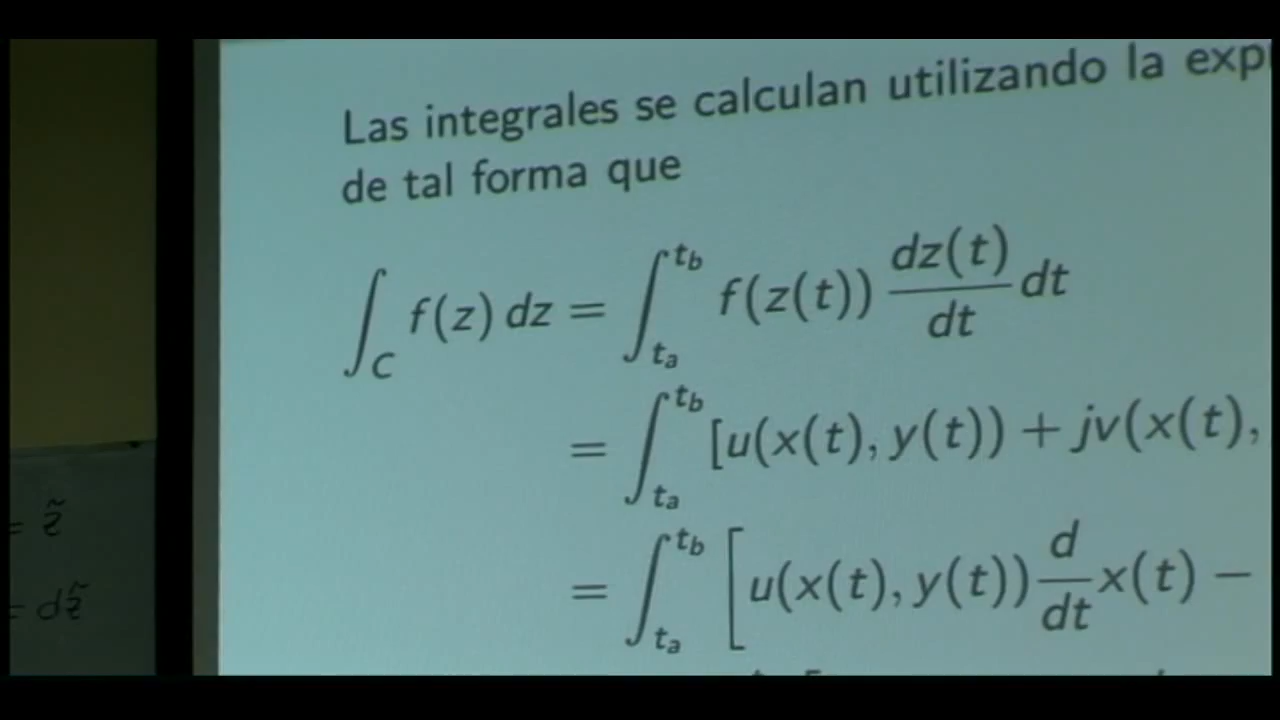 Las integrales se calculan utilizando la
de tal forma que
∫_C f(z) dz = ∫_{t_a}^{t_b} f(z(t)) dz(t)/dt dt
= ∫_{t_a}^{t_b} [u(x(t), y(t)) + jv(x(t),
= ∫_{t_a}^{t_b} [u(x(t), y(t)) d/dt x(t) −
= z̃
= dz̃